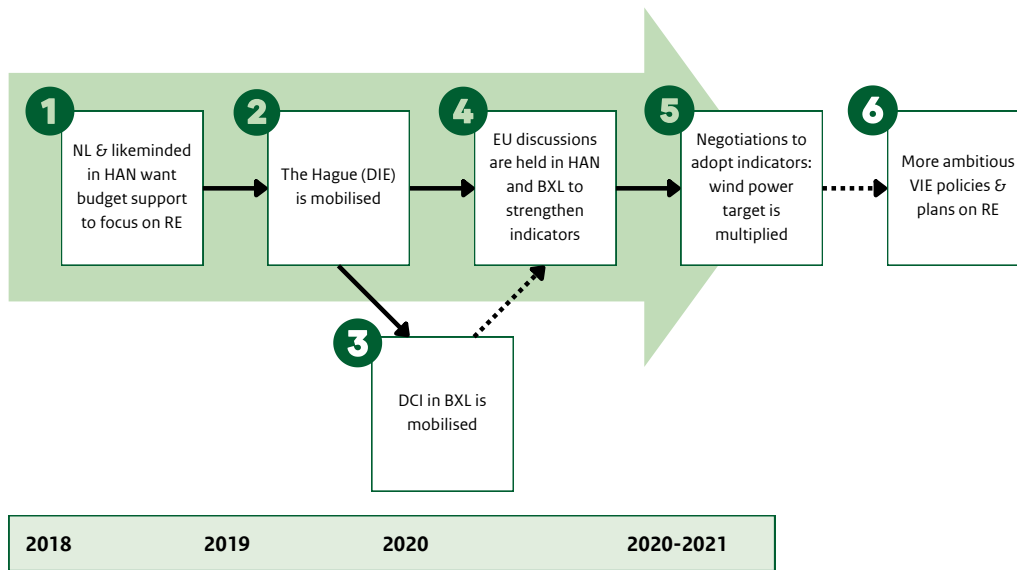 1
NL & likeminded
in HAN want
budget support
to focus on RE
2
The Hague (DIE)
is mobilised
4
EU discussions
are held in HAN
and BXL to
strengthen
indicators
5
Negotiations to
adopt indicators:
wind power
target is
multiplied
6
More ambitious
VIE policies &
plans on RE
3
DCI in BXL is
mobilised
2018 2019 2020 2020-2021